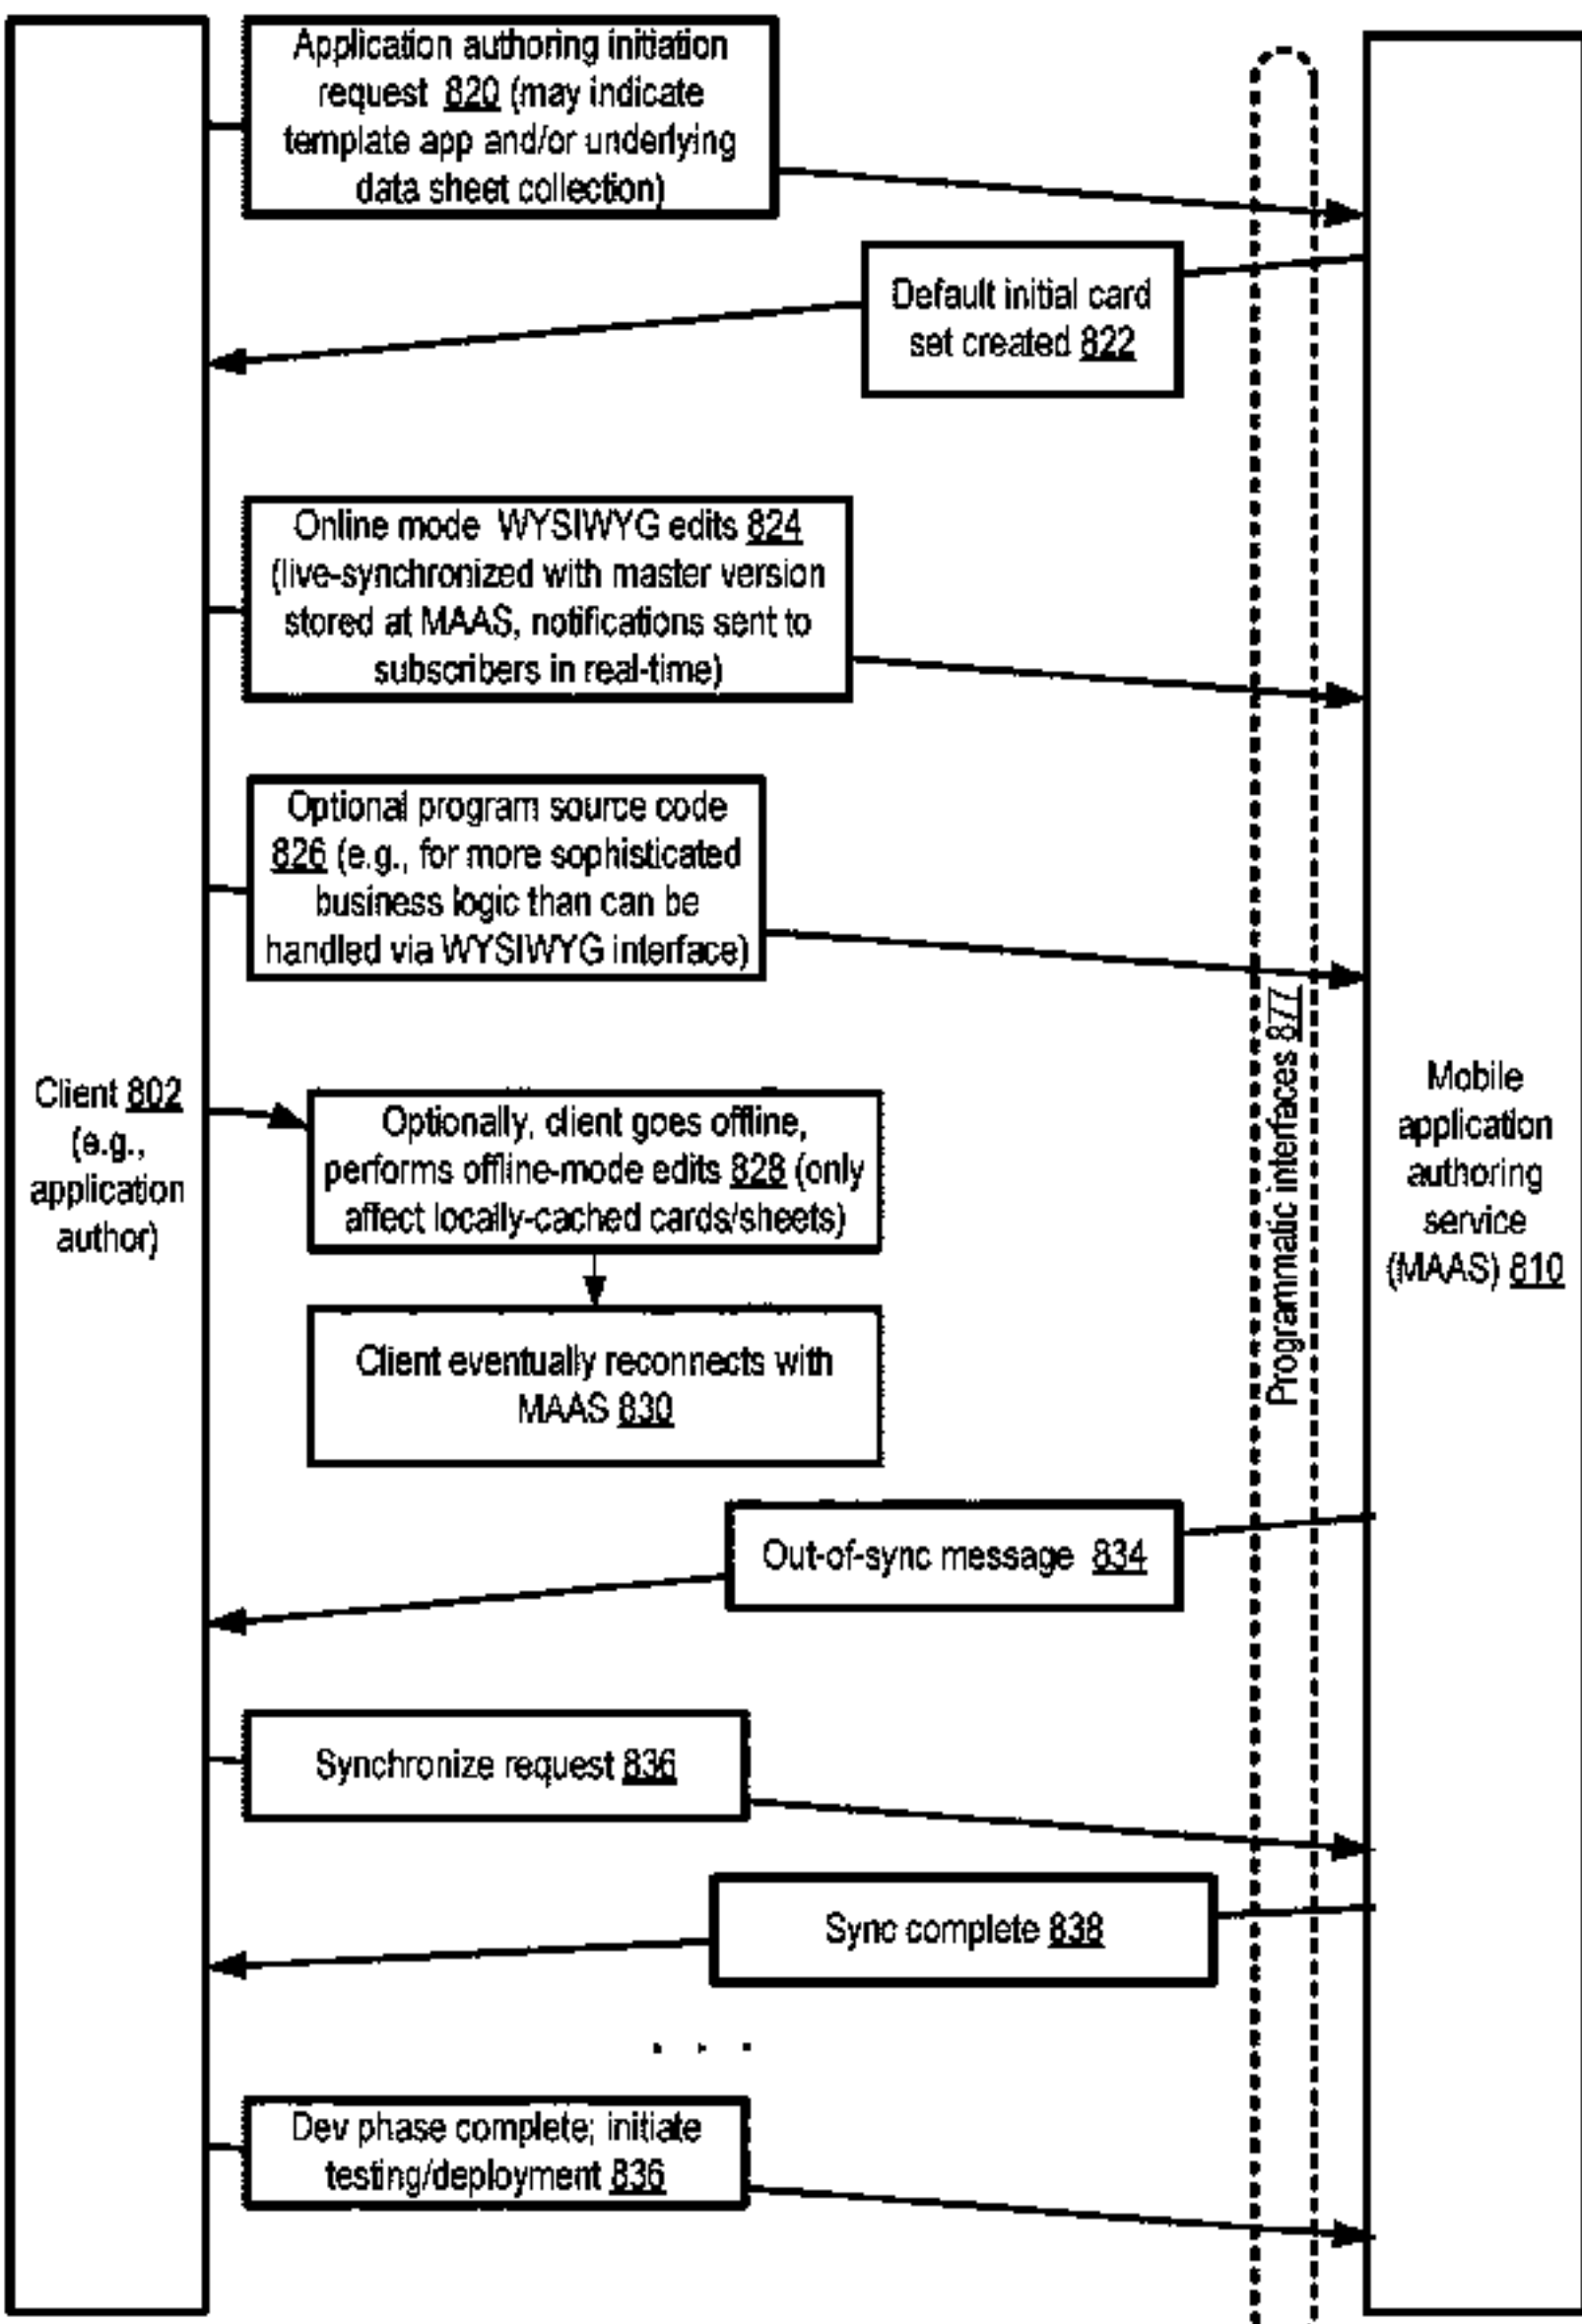 Application authoring initiation
request 820 (may indicate
template app and/or underlying
data sheet collection)
Default initial card
set created 822
Online mode WYSIWYG edits 824
(live-synchronized with master version
stored at MAAS, notifications sent to
subscribers in real-time)
Optional program source code
826 (e.g., for more sophisticated
business logic than can be
handled via WYSIWYG interface)
Client 802
(e.g.,
application
author)
Optionally, client goes offline,
performs offline-mode edits 828 (only
affect locally-cached cards/sheets)
Client eventually reconnects with
MAAS 830
Programmatic interfaces 877
Mobile
application
authoring
service
(MAAS) 810
Out-of-sync message 834
Synchronize request 836
Sync complete 838
. . .
Dev phase complete; initiate
testing/deployment 836